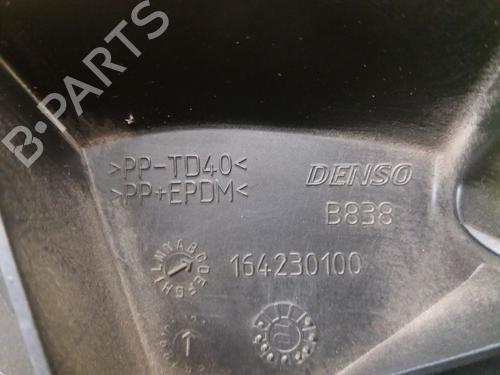 B-PARTS
>PP-TD40<
>PP+EPDM<
DENSO
B838
164230100